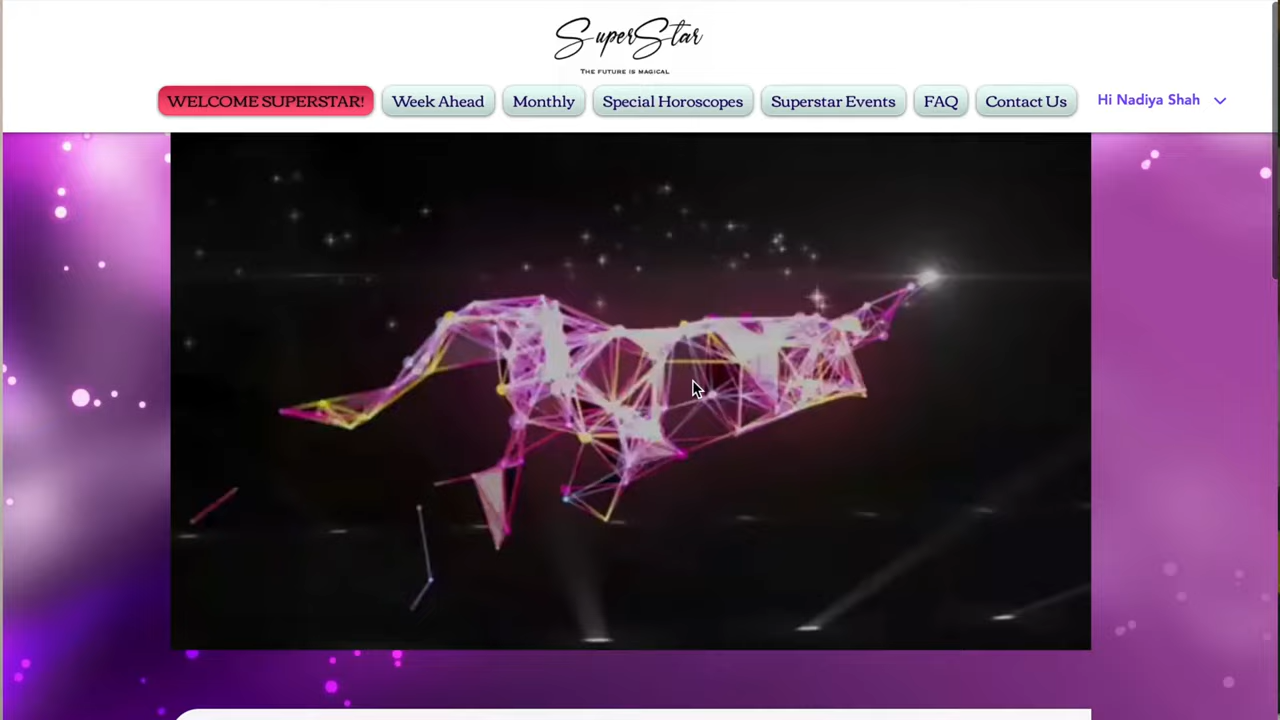 SuperStar
THE FUTURE IS MAGICAL
WELCOME SUPERSTAR!
Week Ahead
Monthly
Special Horoscopes
Superstar Events
FAQ
Contact Us
Hi Nadiya Shah